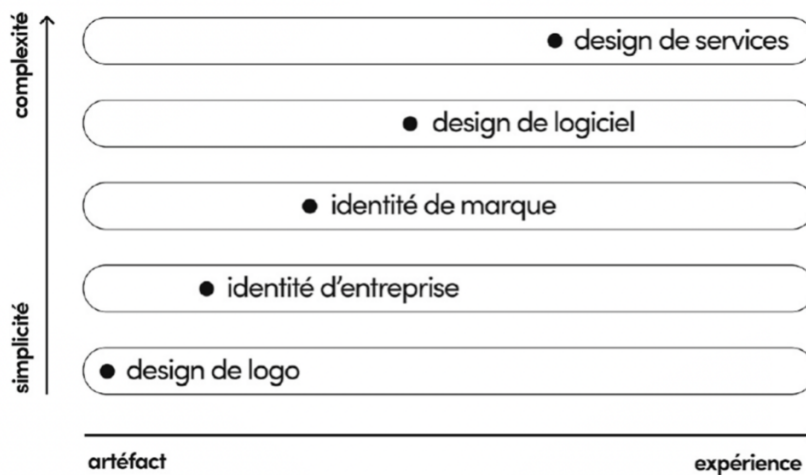 complexité
design de services
design de logiciel
identité de marque
identité d’entreprise
simplicité
design de logo
artéfact
expérience